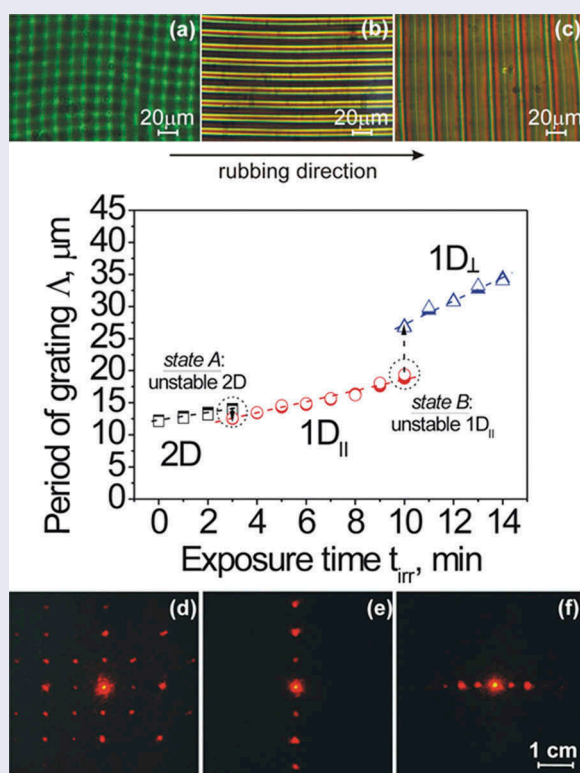 (a)
(b)
(c)
20μm
20μm
20μm
rubbing direction
Period of grating Λ, μm
45
40
35
30
25
20
15
10
5
0
1D⊥
state A:
unstable 2D
state B:
unstable 1D||
2D
1D||
0 2 4 6 8 10 12 14
Exposure time t_irr, min
(d)
(e)
(f)
1 cm